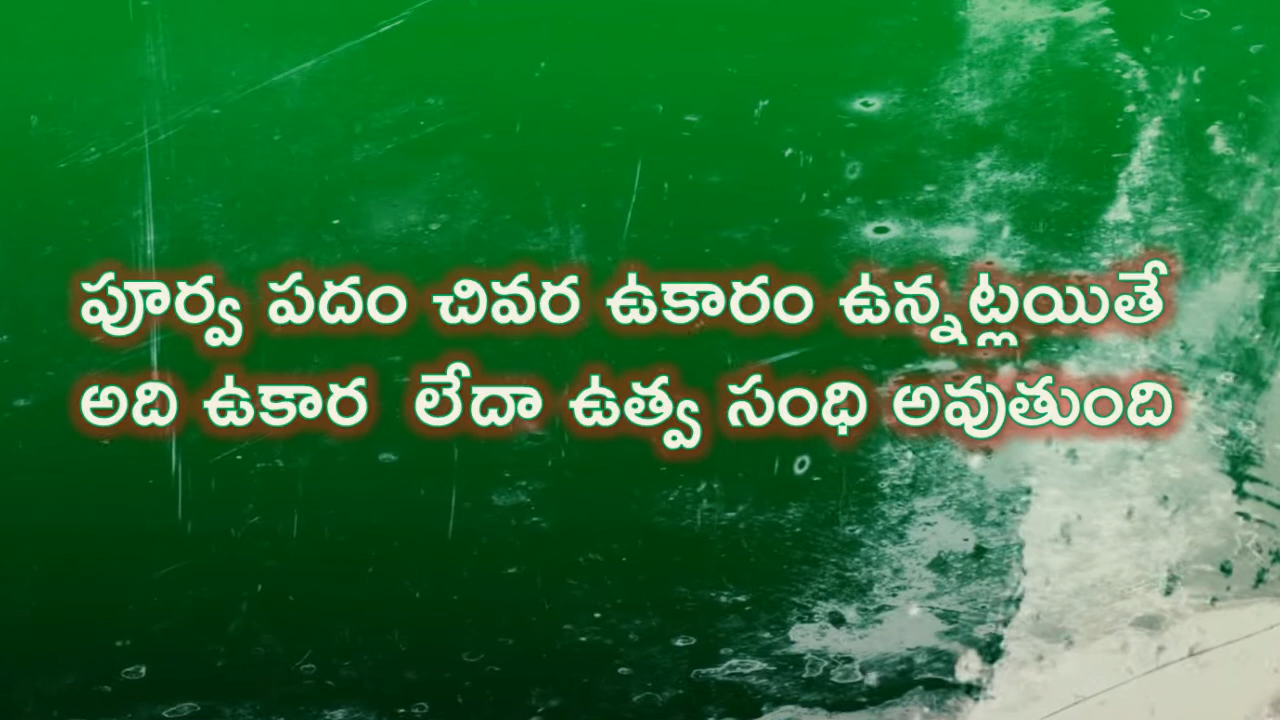 పూర్వ పదం చివర ఉకారం ఉన్నట్లయితే
అది ఉకార లేదా ఉత్వ సంధి అవుతుంది